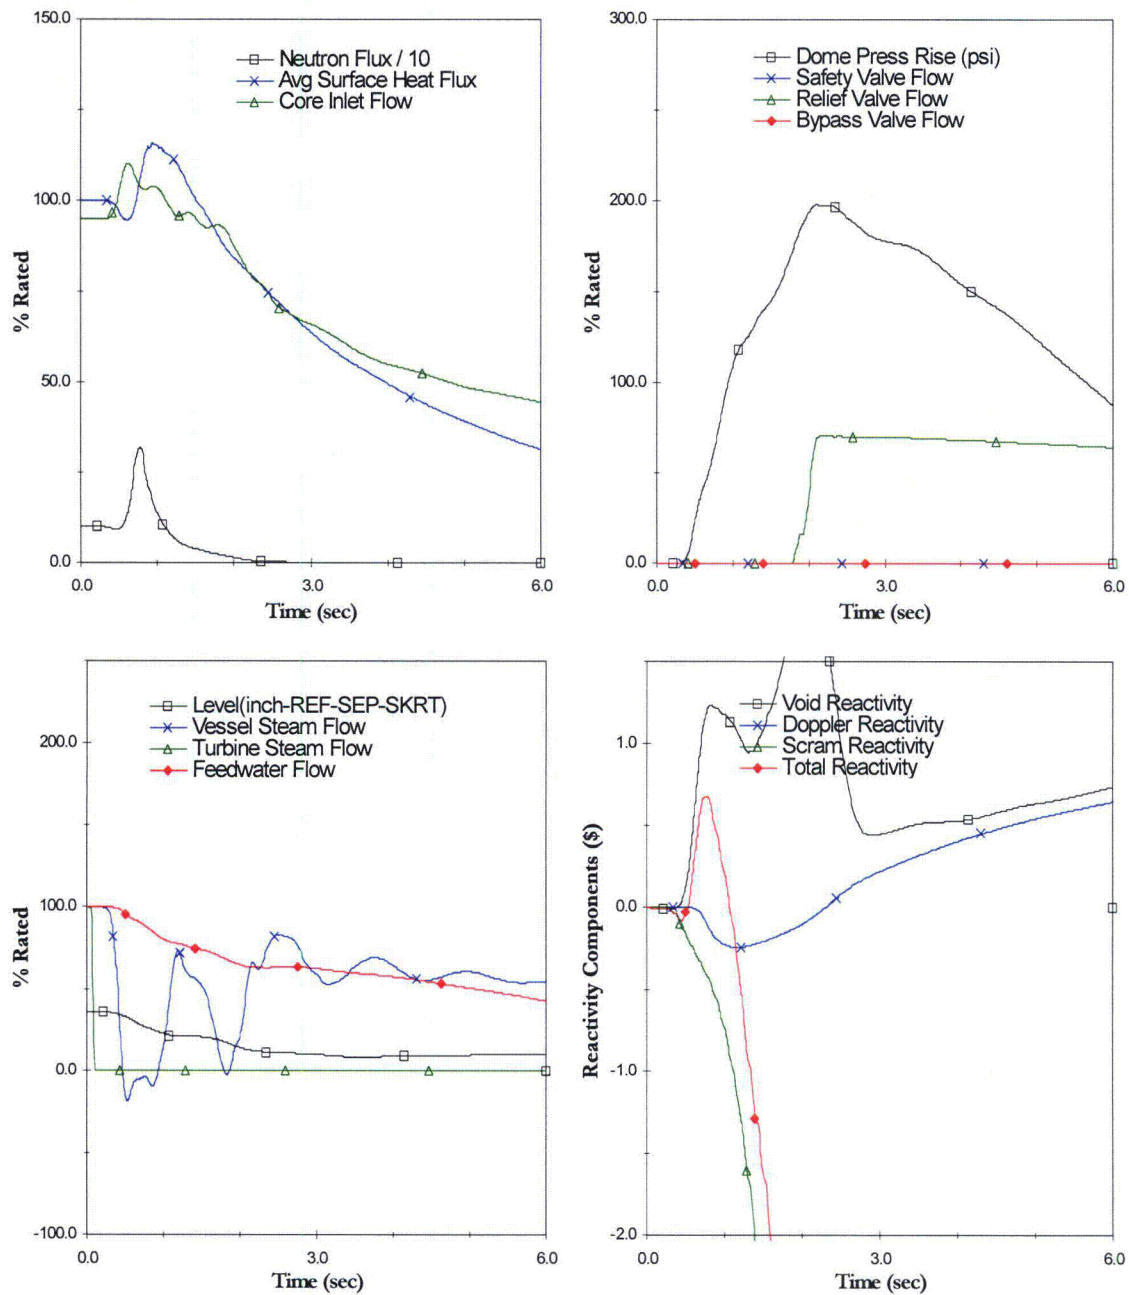 150.0
Neutron Flux / 10
Avg Surface Heat Flux
Core Inlet Flow
100.0
% Rated
50.0
0.0
0.0 3.0 6.0
Time (sec)
300.0
Dome Press Rise (psi)
Safety Valve Flow
Relief Valve Flow
Bypass Valve Flow
200.0
% Rated
100.0
0.0
0.0 3.0 6.0
Time (sec)
Level(inch-REF-SEP-SKRT)
Vessel Steam Flow
Turbine Steam Flow
Feedwater Flow
200.0
100.0
% Rated
0.0
-100.0
0.0 3.0 6.0
Time (sec)
Void Reactivity
Doppler Reactivity
Scram Reactivity
Total Reactivity
1.0
0.0
Reactivity Components ($)
-1.0
-2.0
0.0 3.0 6.0
Time (sec)